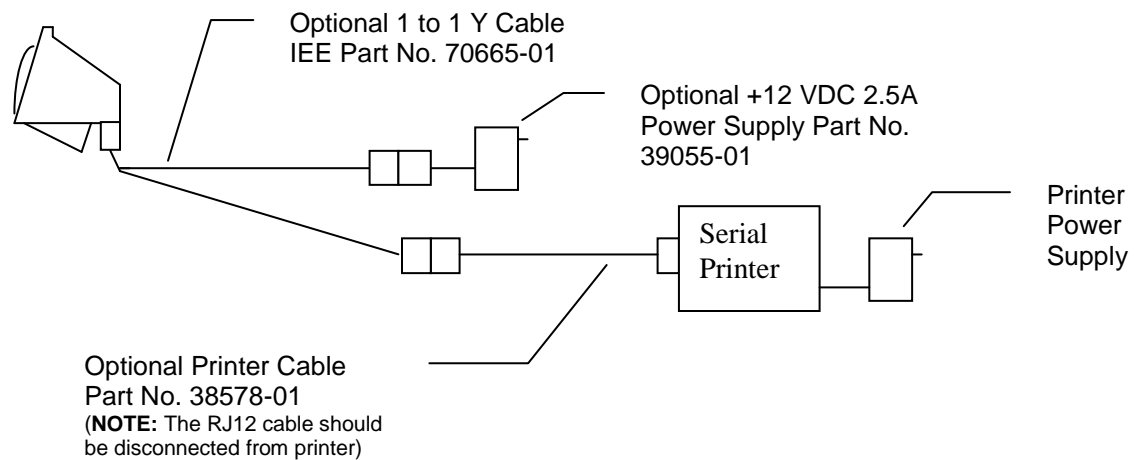 Optional 1 to 1 Y Cable
IEE Part No. 70665-01
Optional +12 VDC 2.5A
Power Supply Part No.
39055-01
Printer
Power
Supply
Serial
Printer
Optional Printer Cable
Part No. 38578-01
(NOTE: The RJ12 cable should
be disconnected from printer)